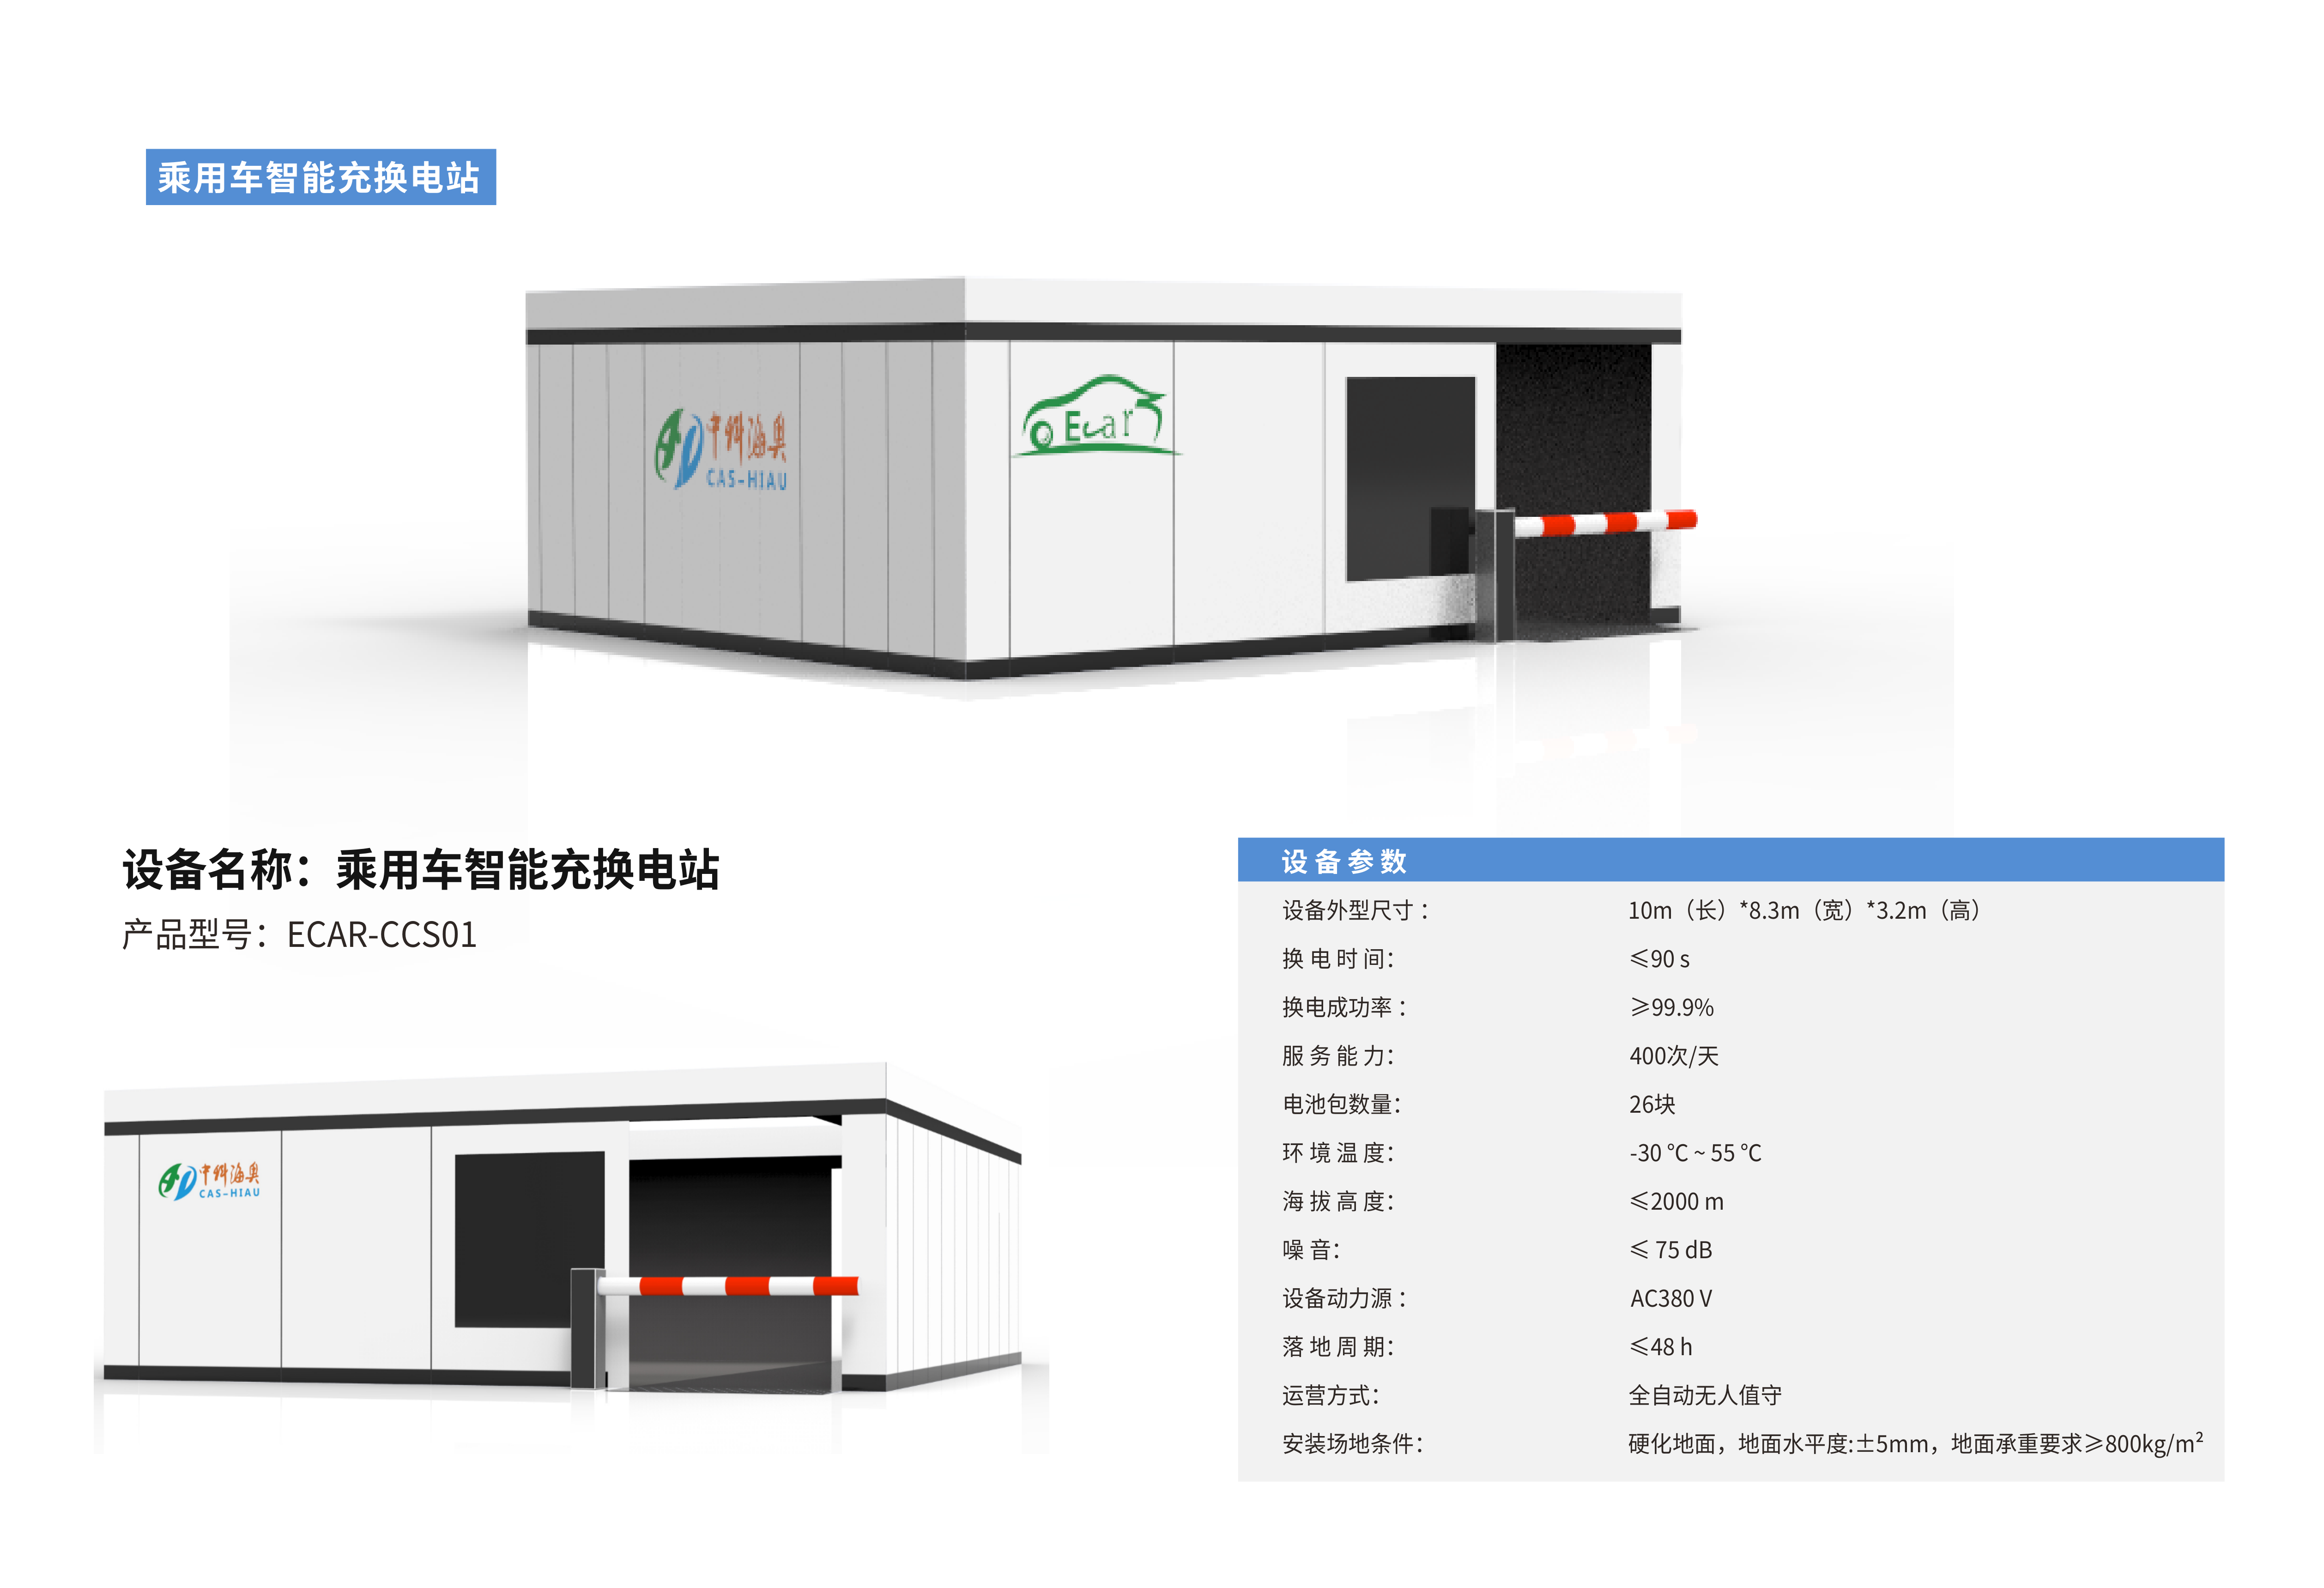 乘用车智能充换电站
中科海奥
CAS-HIAU
Ecar
设备名称：乘用车智能充换电站
产品型号：ECAR-CCS01
中科海奥
CAS-HIAU
设备参数
设备外型尺寸： 10m（长）*8.3m（宽）*3.2m（高）
换电时间： ≤90 s
换电成功率： ≥99.9%
服务能力： 400次/天
电池包数量： 26块
环境温度： -30 ℃ ~ 55 ℃
海拔高度： ≤2000 m
噪音： ≤ 75 dB
设备动力源： AC380 V
落地周期： ≤48 h
运营方式： 全自动无人值守
安装场地条件： 硬化地面，地面水平度:±5mm，地面承重要求≥800kg/m²